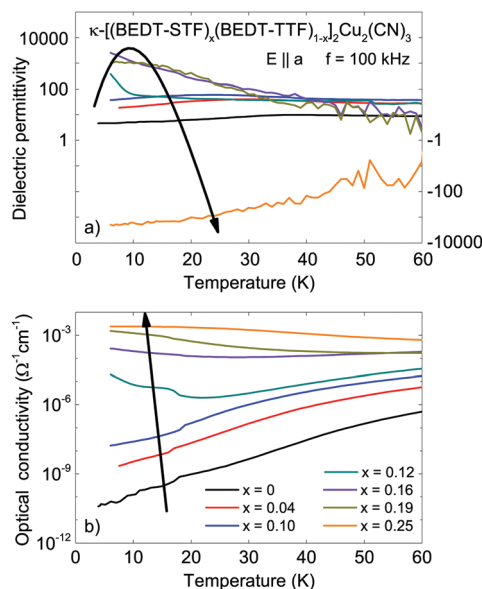 κ-[(BEDT-STF)ₓ(BEDT-TTF)₁₋ₓ]₂Cu₂(CN)₃
E || a f = 100 kHz
10000
100
1
-1
-100
-10000
Dielectric permittivity
a)
0 10 20 30 40 50 60
Temperature (K)
10⁻³
10⁻⁶
10⁻⁹
10⁻¹²
Optical conductivity (Ω⁻¹cm⁻¹)
x = 0
x = 0.04
x = 0.10
x = 0.12
x = 0.16
x = 0.19
x = 0.25
b)
0 10 20 30 40 50 60
Temperature (K)